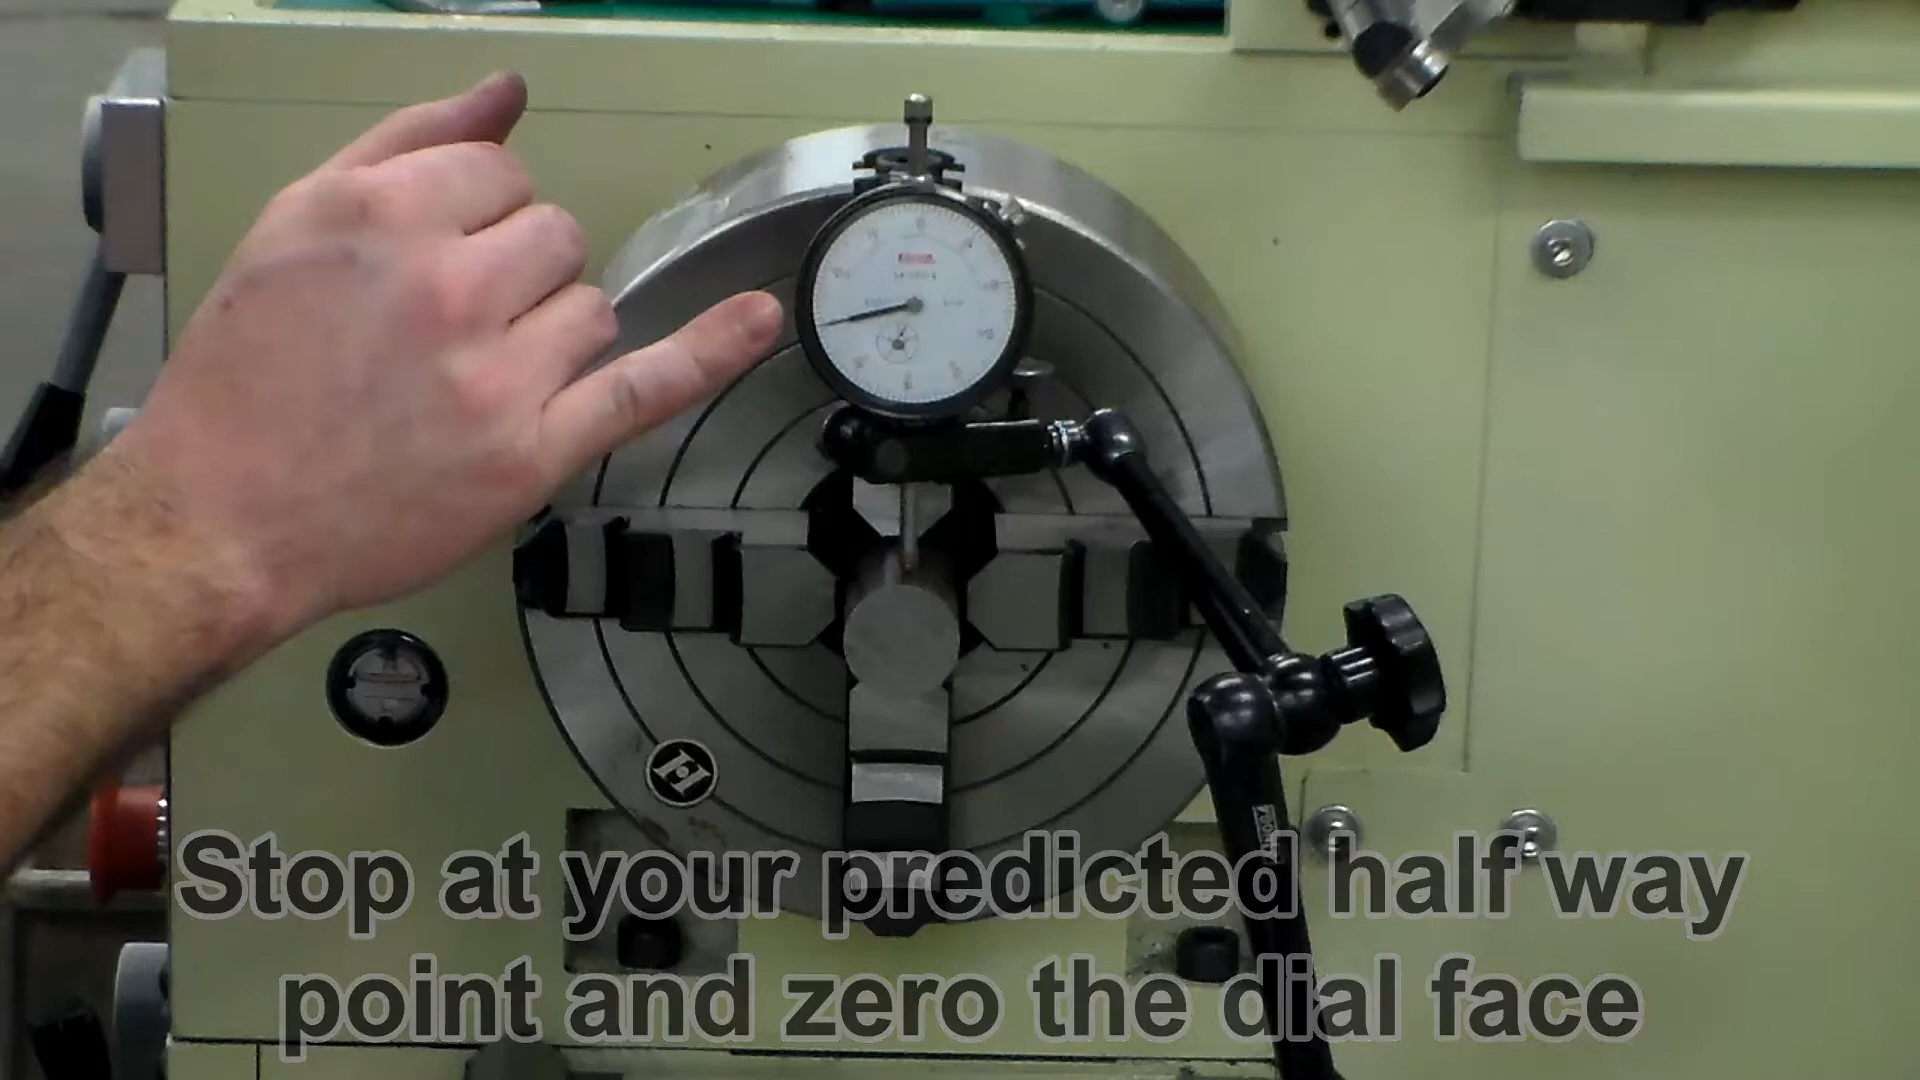 Stop at your predicted half way
point and zero the dial face